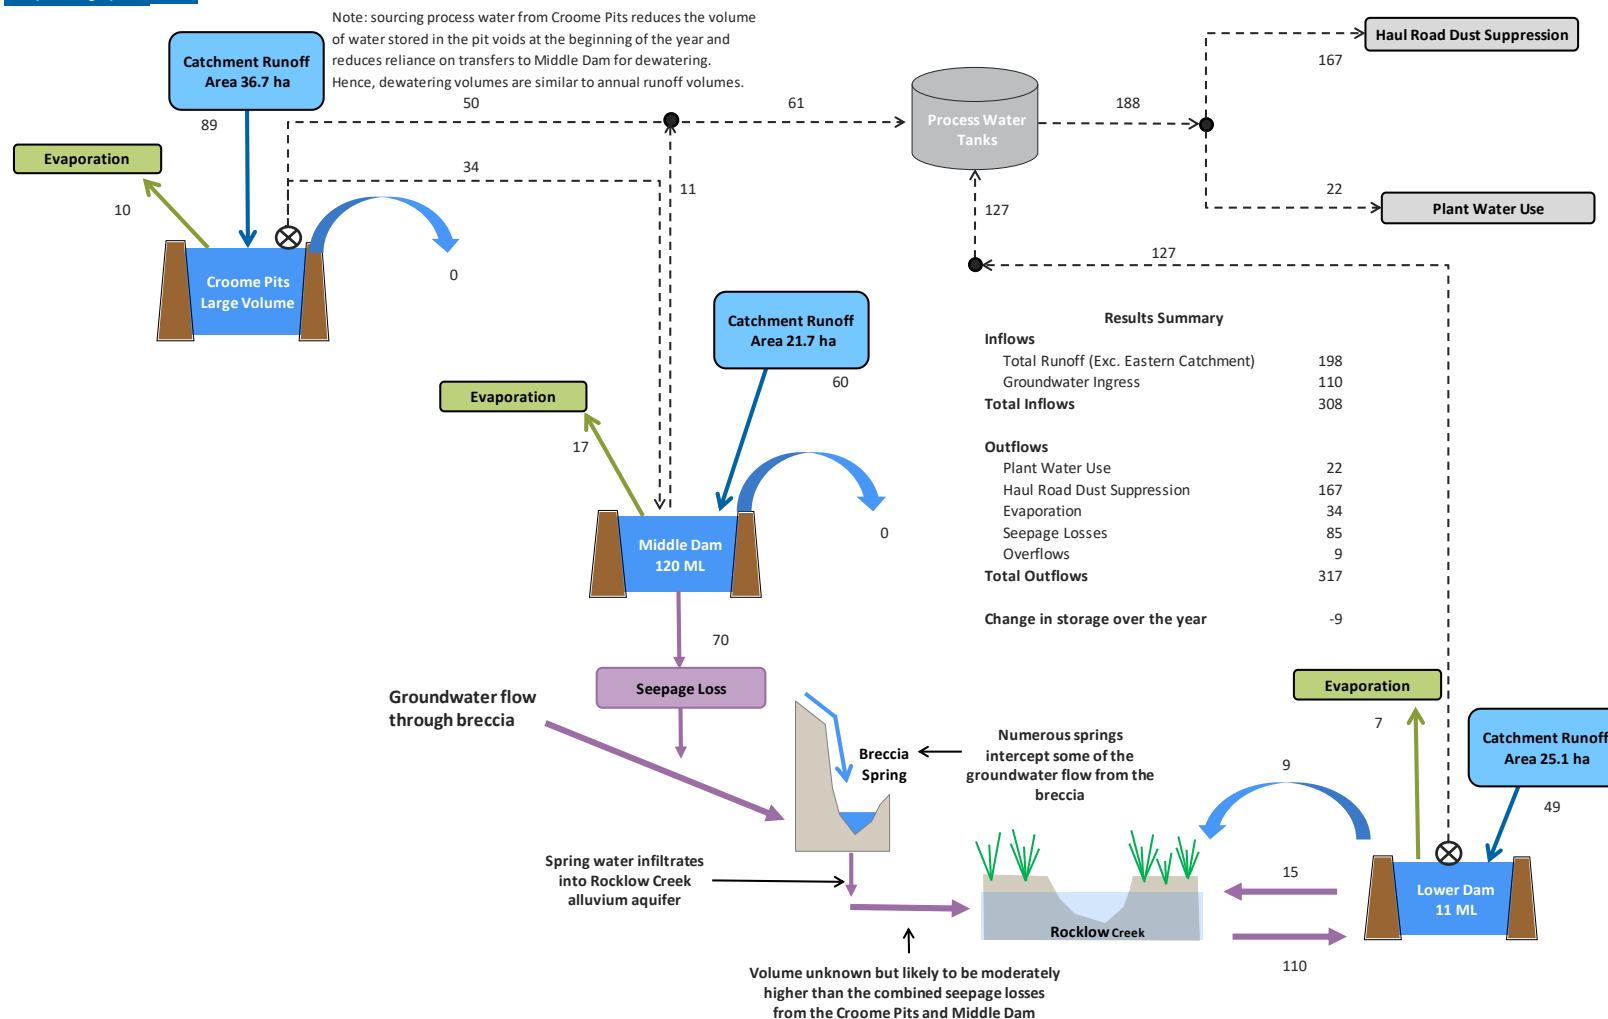 Note: sourcing process water from Croome Pits reduces the volume
of water stored in the pit voids at the beginning of the year and
reduces reliance on transfers to Middle Dam for dewatering.
Hence, dewatering volumes are similar to annual runoff volumes.
Catchment Runoff
Area 36.7 ha
89
Evaporation
10
50
34
61
11
0
Croome Pits
Large Volume
Process Water
Tanks
188
Haul Road Dust Suppression
167
22
Plant Water Use
127
127
Catchment Runoff
Area 21.7 ha
60
Evaporation
17
0
Middle Dam
120 ML
70
Seepage Loss
Results Summary
Inflows
Total Runoff (Exc. Eastern Catchment) 198
Groundwater Ingress 110
Total Inflows 308
Outflows
Plant Water Use 22
Haul Road Dust Suppression 167
Evaporation 34
Seepage Losses 85
Overflows 9
Total Outflows 317
Change in storage over the year -9
Groundwater flow
through breccia
Breccia
Spring
Numerous springs
intercept some of the
groundwater flow from the
breccia
Spring water infiltrates
into Rocklow Creek
alluvium aquifer
Rocklow Creek
Volume unknown but likely to be moderately
higher than the combined seepage losses
from the Croome Pits and Middle Dam
Evaporation
7
Catchment Runoff
Area 25.1 ha
49
9
15
110
Lower Dam
11 ML